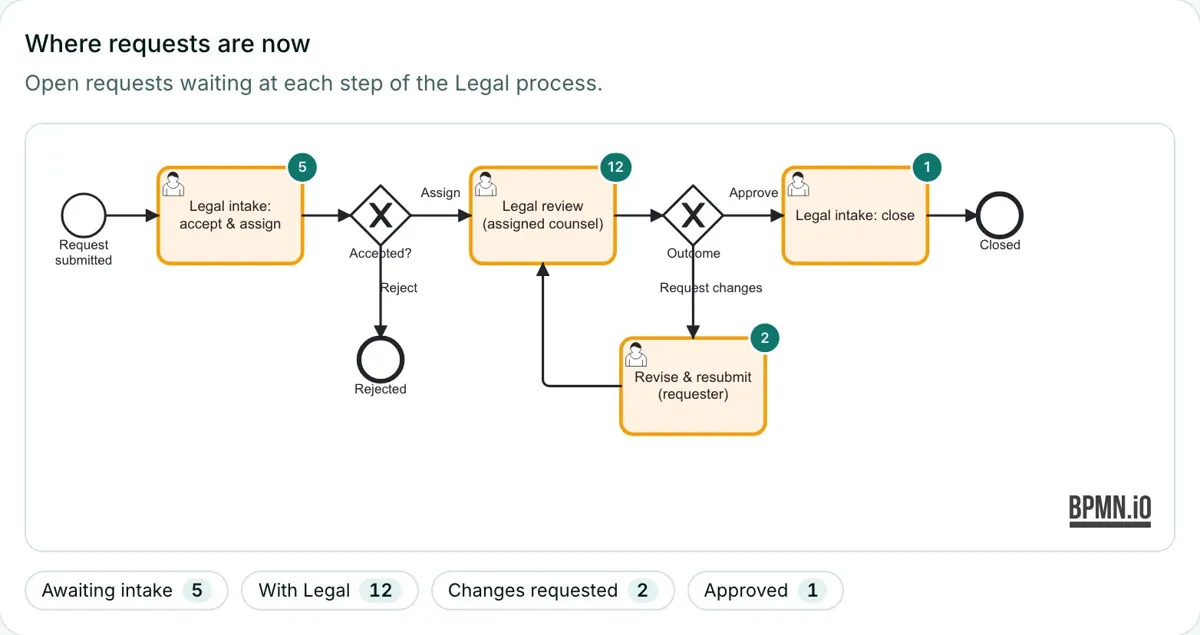 Where requests are now
Open requests waiting at each step of the Legal process.
5
12
1
Legal intake:
accept & assign
Assign
Legal review
(assigned counsel)
Approve
Legal intake: close
Request
submitted
Accepted?
Outcome
Closed
Reject
Request changes
2
Rejected
Revise & resubmit
(requester)
BPMN.iO
Awaiting intake 5
With Legal 12
Changes requested 2
Approved 1